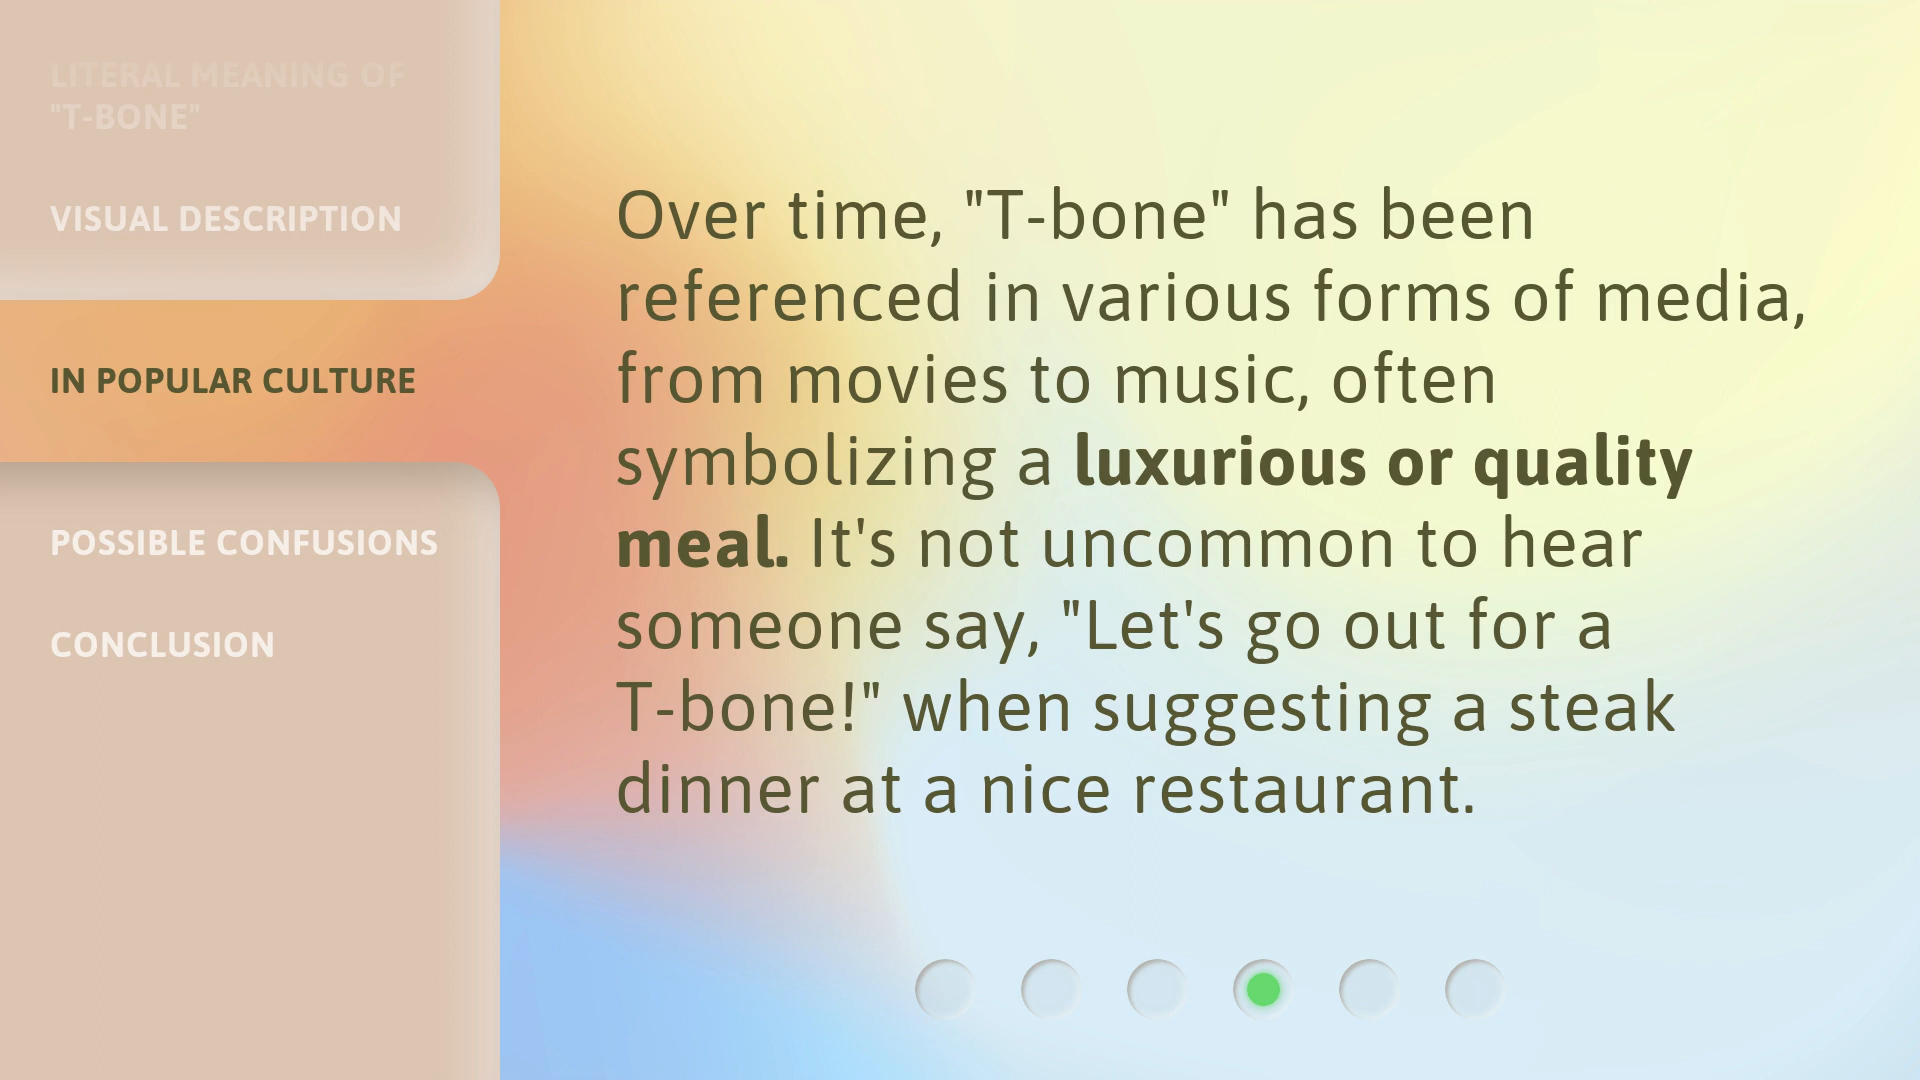 LITERAL MEANING OF
"T-BONE"
VISUAL DESCRIPTION
IN POPULAR CULTURE
POSSIBLE CONFUSIONS
CONCLUSION
Over time, "T-bone" has been
referenced in various forms of media,
from movies to music, often
symbolizing a luxurious or quality
meal. It's not uncommon to hear
someone say, "Let's go out for a
T-bone!" when suggesting a steak
dinner at a nice restaurant.